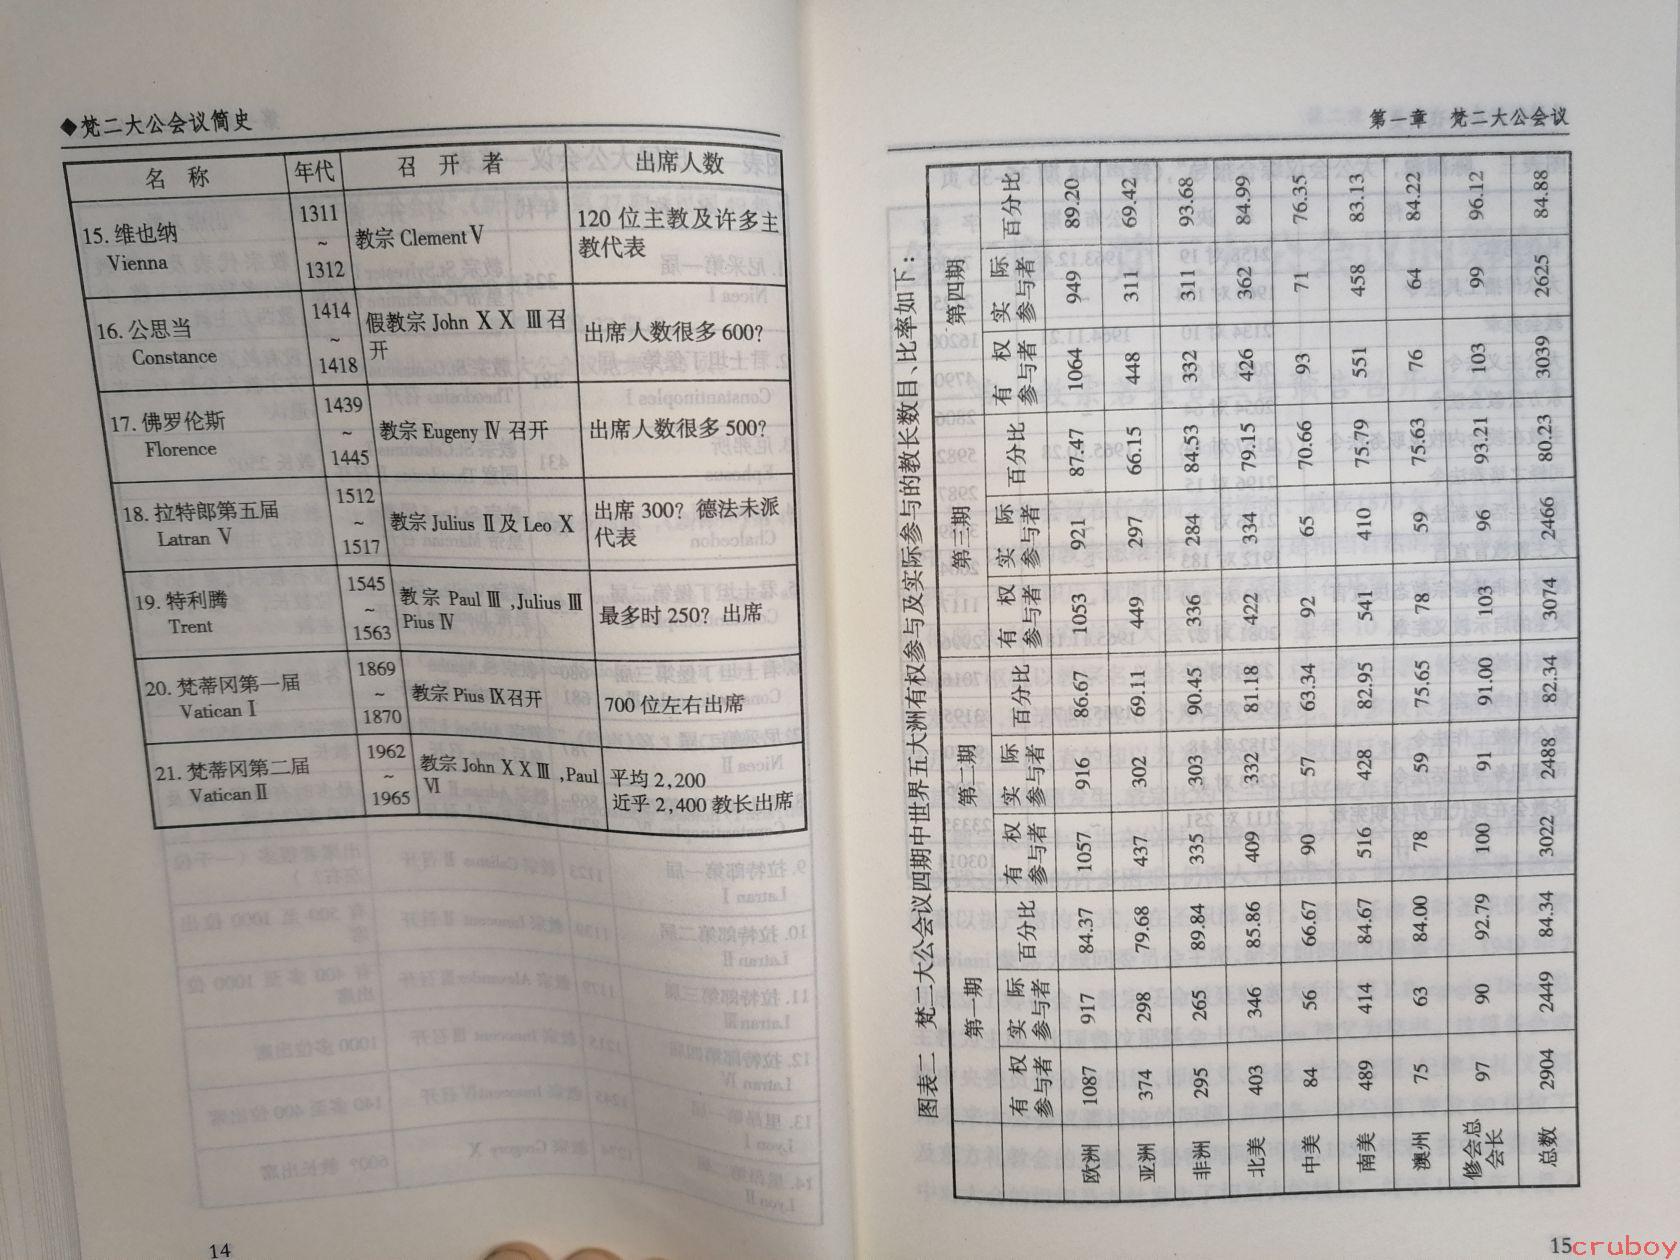 ◆梵二大公会议简史
名 称 年代 召 开 者 出席人数
15. 维也纳
Vienna
1311
~
1312
教宗 Clement Ⅴ
120 位主教及许多主
教代表
16. 公思当
Constance
1414
~
1418
假教宗 John ⅩⅩ Ⅲ 召
开
出席人数很多 600?
17. 佛罗伦斯
Florence
1439
~
1445
教宗 Eugeny Ⅳ 召开
出席人数很多 500?
18. 拉特郎第五届
Latran Ⅴ
1512
~
1517
教宗 Julius Ⅱ 及 Leo Ⅹ
出席 300? 德法未派
代表
19. 特利腾
Trent
1545
~
1563
教宗 Paul Ⅲ ,Julius Ⅲ
Pius Ⅳ
最多时 250? 出席
20. 梵蒂冈第一届
Vatican Ⅰ
1869
~
1870
教宗 Pius Ⅸ召开
700 位左右出席
21. 梵蒂冈第二届
Vatican Ⅱ
1962
~
1965
教宗 John ⅩⅩⅢ ,Paul
Ⅵ
平均 2,200
近乎 2,400 教长出席
14
第一章 梵二大公会议
图表二 梵二大公会议四期中世界五大洲有权参与及实际参与的教长数目、比率如下:
第一期 第二期 第三期 第四期
有 权 参与者 实 际 参与者 百分比 有 权 参与者 实 际 参与者 百分比 有 权 参与者 实 际 参与者 百分比 有 权 参与者 实 际 参与者 百分比
欧洲 1087 917 84.37 1057 916 86.67 1053 921 87.47 1064 949 89.20
亚洲 374 298 79.68 437 302 69.11 449 297 66.15 448 311 69.42
非洲 295 265 89.84 335 303 90.45 336 284 84.53 332 311 93.68
北美 403 346 85.86 409 332 81.18 422 334 79.15 426 362 84.99
中美 84 56 66.67 90 57 63.34 92 65 70.66 93 71 76.35
南美 489 414 84.67 516 428 82.95 541 410 75.79 551 458 83.13
澳州 75 63 84.00 78 59 75.65 78 59 75.63 76 64 84.22
修会总会长 97 90 92.79 100 91 91.00 103 96 93.21 103 99 96.12
总数 2904 2449 84.34 3022 2488 82.34 3074 2466 80.23 3039 2625 84.88
15
cruboy